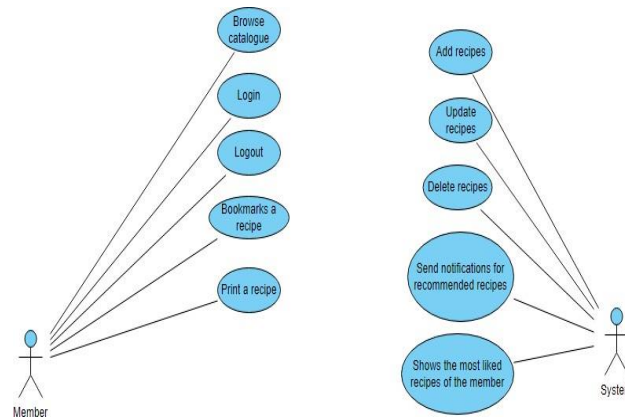 Browse
catalogue
Login
Logout
Bookmarks a
recipe
Print a recipe
Member
Add recipes
Update
recipes
Delete recipes
Send notifications for
recommended recipes
Shows the most liked
recipes of the member